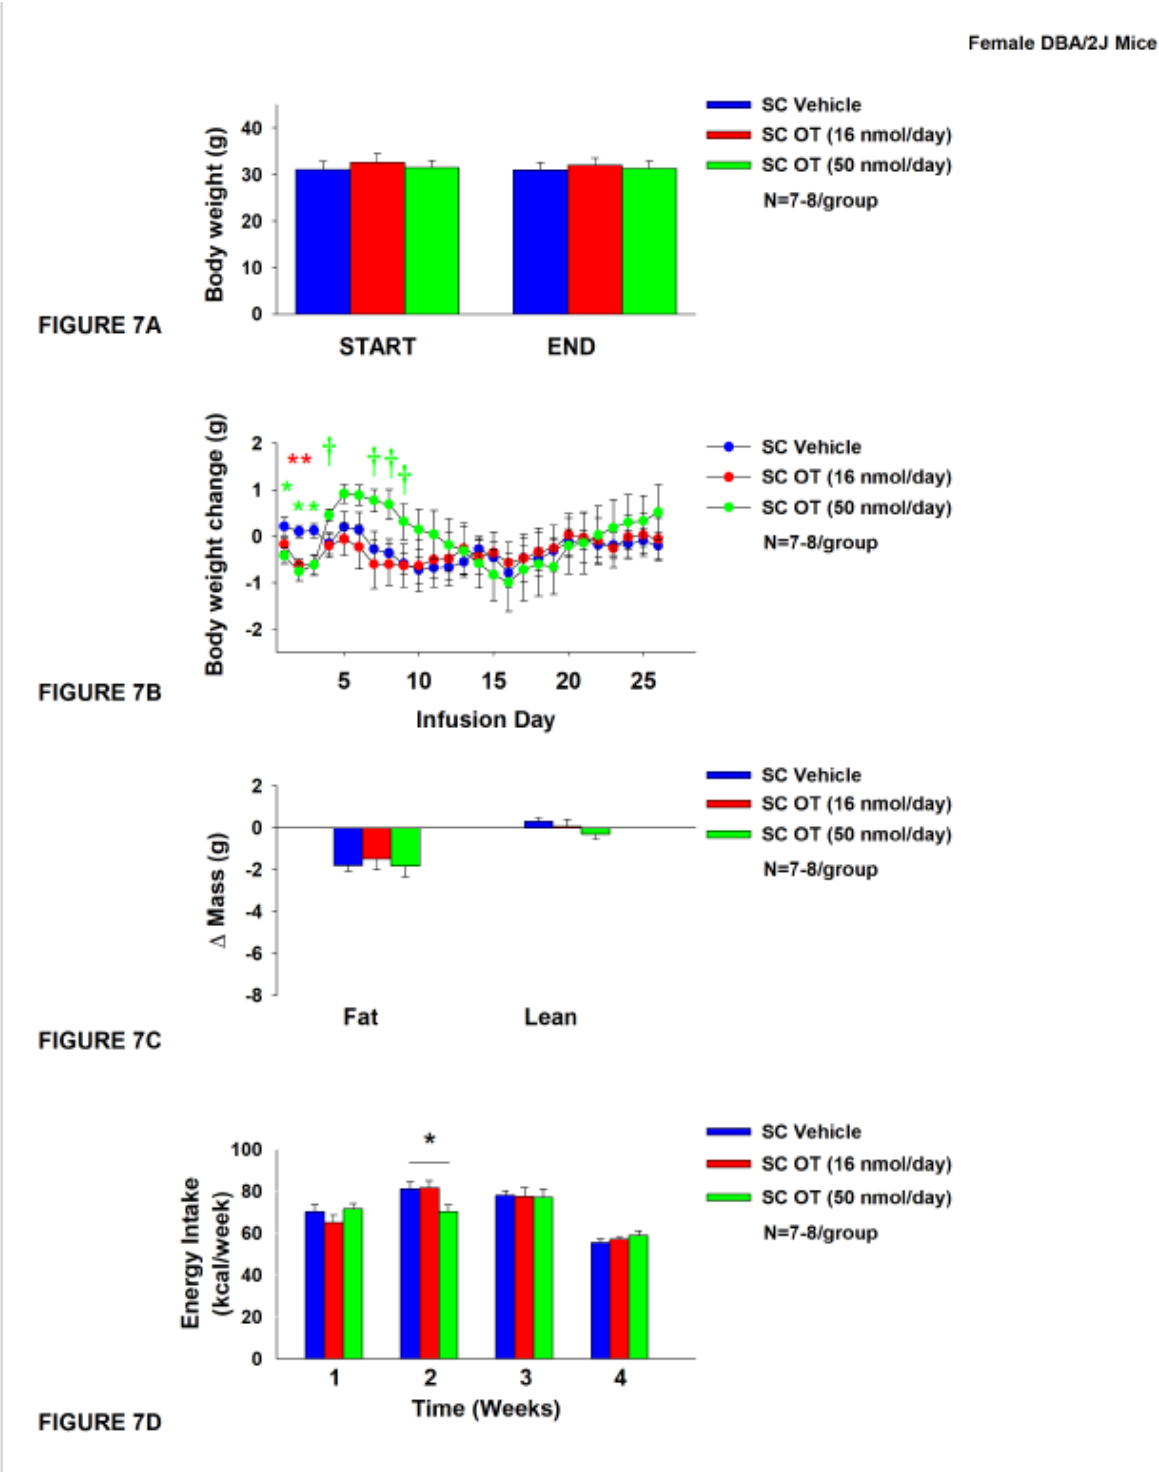 Female DBA/2J Mice
Body weight (g)
40
30
20
10
0
START
END
SC Vehicle
SC OT (16 nmol/day)
SC OT (50 nmol/day)
N=7-8/group
FIGURE 7A
Body weight change (g)
2
1
0
-1
-2
** 
*
**
†
††
†
5
10
15
20
25
Infusion Day
SC Vehicle
SC OT (16 nmol/day)
SC OT (50 nmol/day)
N=7-8/group
FIGURE 7B
Δ Mass (g)
2
0
-2
-4
-6
-8
Fat
Lean
SC Vehicle
SC OT (16 nmol/day)
SC OT (50 nmol/day)
N=7-8/group
FIGURE 7C
Energy Intake
(kcal/week)
100
80
60
40
20
0
*
1
2
3
4
Time (Weeks)
SC Vehicle
SC OT (16 nmol/day)
SC OT (50 nmol/day)
N=7-8/group
FIGURE 7D